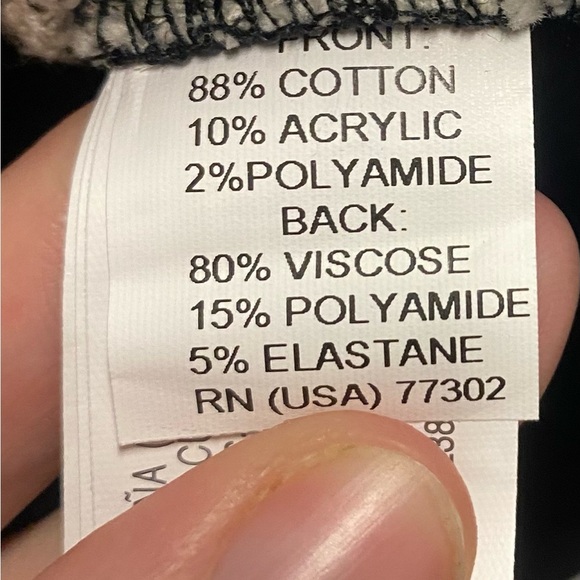 FRONT:
88% COTTON
10% ACRYLIC
2%POLYAMIDE
BACK:
80% VISCOSE
15% POLYAMIDE
5% ELASTANE
RN (USA) 77302